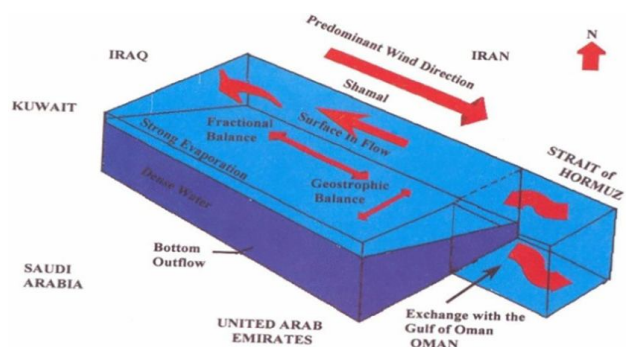 IRAQ
Predominant Wind Direction
IRAN
N
Shamal
KUWAIT
Surface In Flow
Fractional
Balance
Strong Evaporation
STRAIT of
HORMUZ
Geostrophic
Balance
Dense Water
Bottom
Outflow
SAUDI
ARABIA
Exchange with the
Gulf of Oman
OMAN
UNITED ARAB
EMIRATES